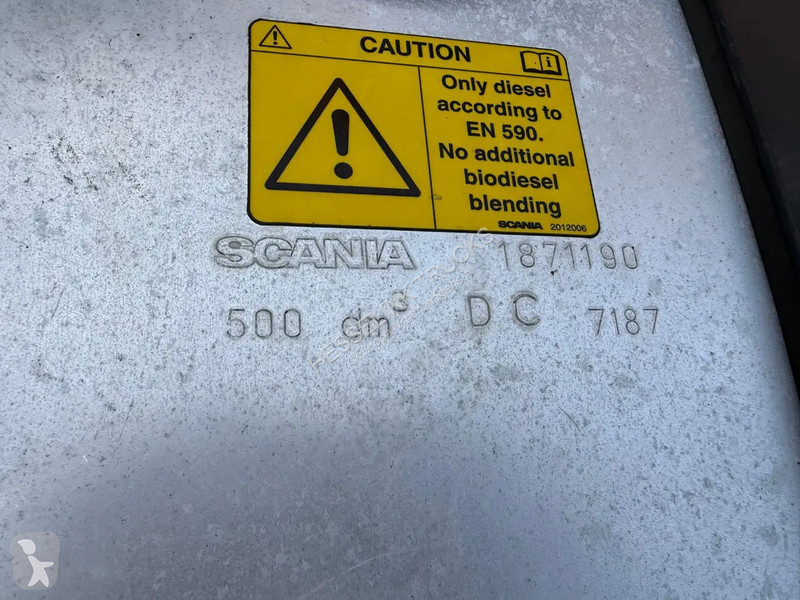 CAUTION
Only diesel
according to
EN 590.
No additional
biodiesel
blending
SCANIA 2012006
SCANIA 1871190
500 dm³ DC 7187